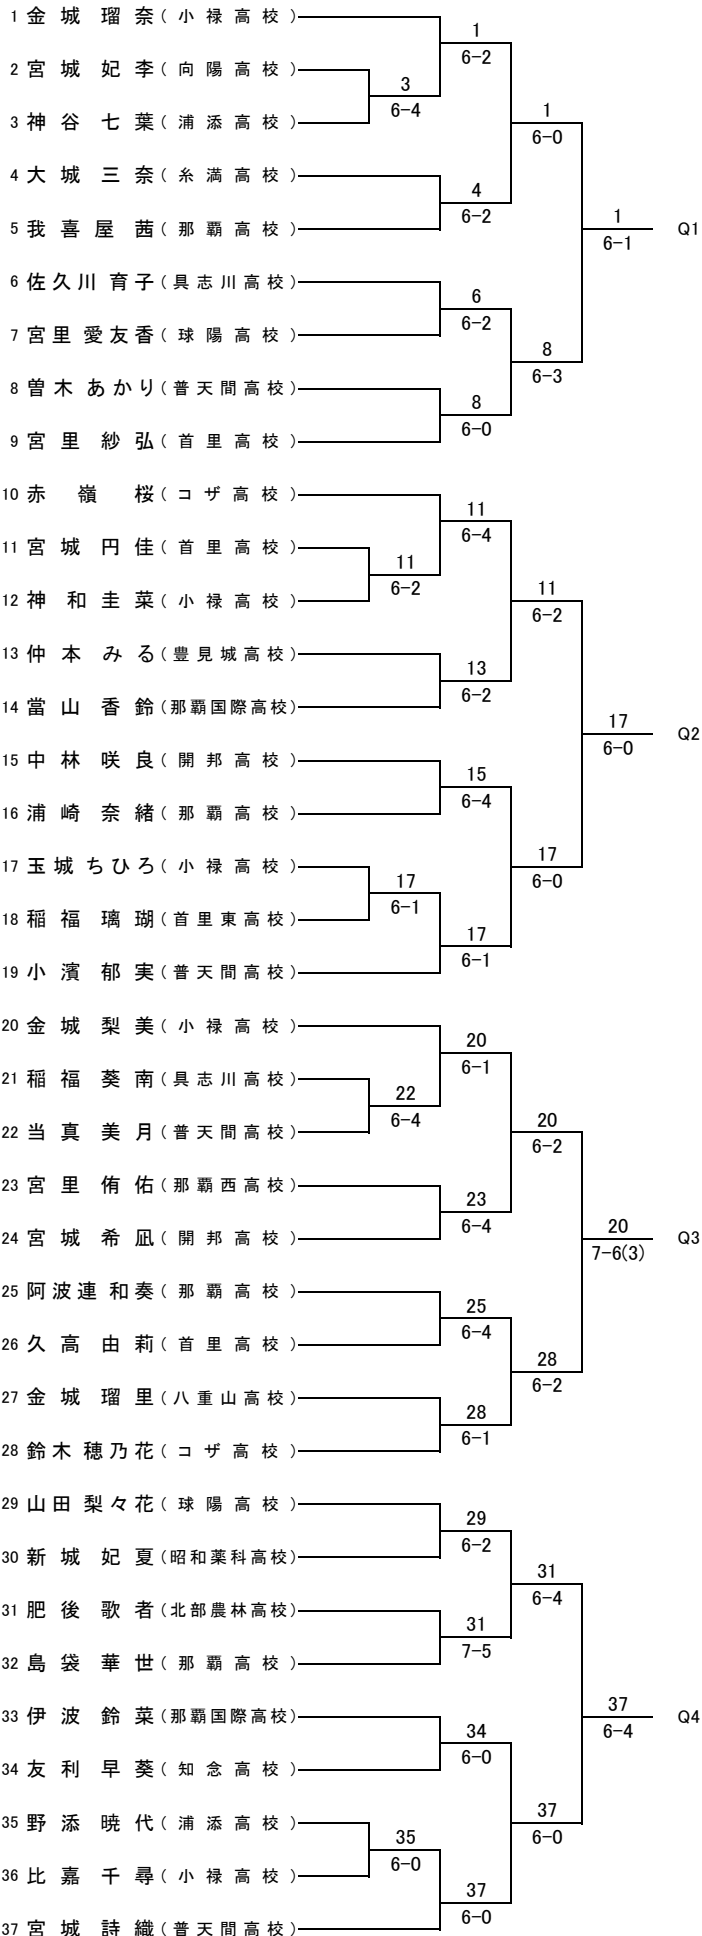 1 金城 瑠奈(小禄高校)
1
6-2
2 宮城 妃李(向陽高校)
3
6-4
3 神谷 七葉(浦添高校)
1
6-0
4 大城 三奈(糸満高校)
4
6-2
5 我喜屋 茜(那覇高校)
1
6-1
Q1
6 佐久川 育子(具志川高校)
6
6-2
7 宮里 愛友香(球陽高校)
8
6-3
8 曽木 あかり(普天間高校)
8
6-0
9 宮里 紗弘(首里高校)
10 赤嶺 桜(コザ高校)
11
6-4
11 宮城 円佳(首里高校)
11
6-2
12 神和 圭菜(小禄高校)
11
6-2
13 仲本 みる(豊見城高校)
13
6-2
14 當山 香鈴(那覇国際高校)
17
6-0
Q2
15 中林 咲良(開邦高校)
15
6-4
16 浦崎 奈緒(那覇高校)
17
6-0
17 玉城 ちひろ(小禄高校)
17
6-1
18 稲福 璃瑚(首里東高校)
17
6-1
19 小濱 郁実(普天間高校)
20 金城 梨美(小禄高校)
20
6-1
21 稲福 葵南(具志川高校)
22
6-4
22 当真 美月(普天間高校)
20
6-2
23 宮里 侑佑(那覇西高校)
23
6-4
24 宮城 希凪(開邦高校)
20
7-6(3)
Q3
25 阿波連 和奏(那覇高校)
25
6-4
26 久高 由莉(首里高校)
28
6-2
27 金城 瑠里(八重山高校)
28
6-1
28 鈴木 穂乃花(コザ高校)
29 山田 梨々花(球陽高校)
29
6-2
30 新城 妃夏(昭和薬科高校)
31
6-4
31 肥後 歌者(北部農林高校)
31
7-5
32 島袋 華世(那覇高校)
33 伊波 鈴菜(那覇国際高校)
37
6-4
Q4
34
6-0
34 友利 早葵(知念高校)
35 野添 暁代(浦添高校)
37
6-0
35
6-0
36 比嘉 千尋(小禄高校)
37
6-0
37 宮城 詩織(普天間高校)